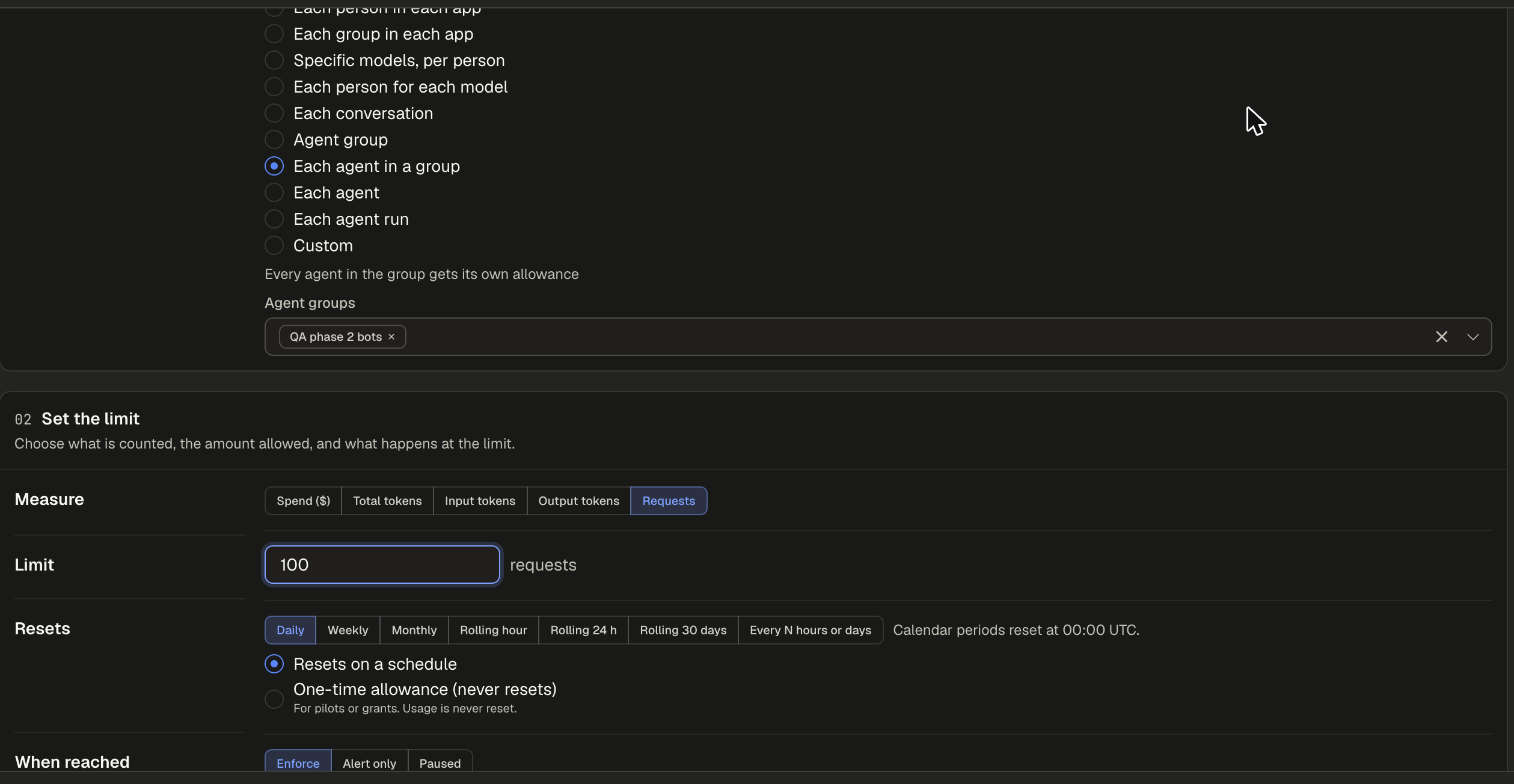 Each person in each app
Each group in each app
Specific models, per person
Each person for each model
Each conversation
Agent group
Each agent in a group
Each agent
Each agent run
Custom
Every agent in the group gets its own allowance
Agent groups
QA phase 2 bots ×
02 Set the limit
Choose what is counted, the amount allowed, and what happens at the limit.
Measure
Spend ($) Total tokens Input tokens Output tokens Requests
Limit
100 requests
Resets
Daily Weekly Monthly Rolling hour Rolling 24 h Rolling 30 days Every N hours or days Calendar periods reset at 00:00 UTC.
Resets on a schedule
One-time allowance (never resets)
For pilots or grants. Usage is never reset.
When reached
Enforce Alert only Paused